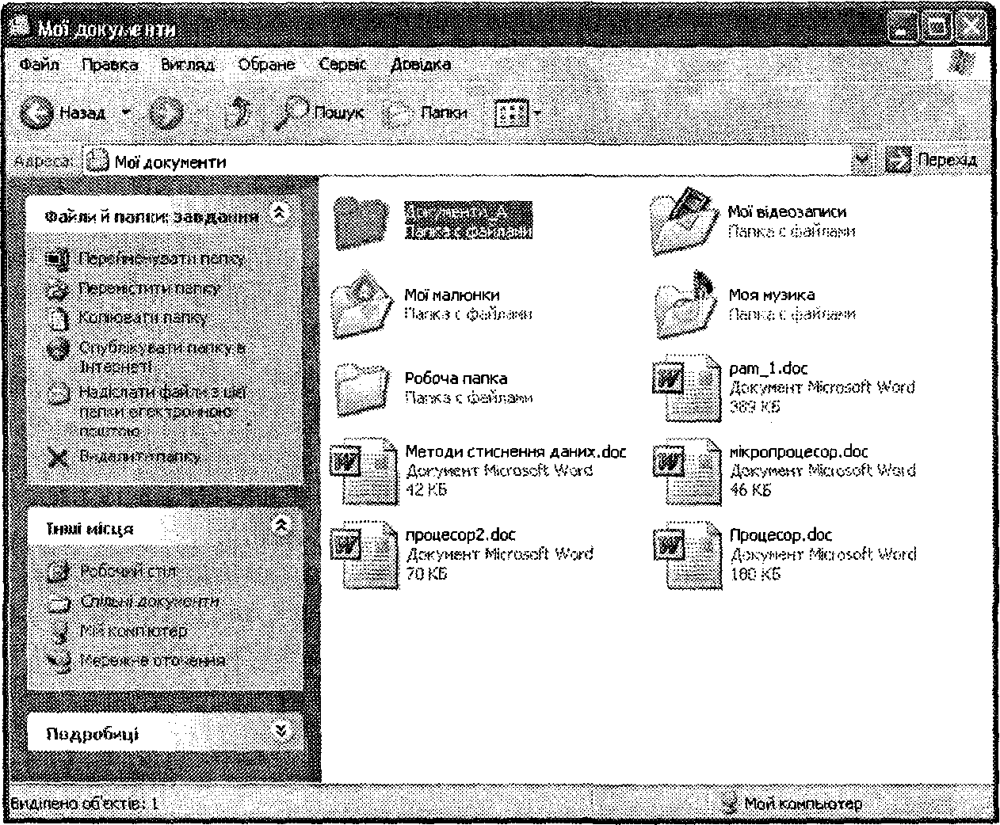 Мої документи
Файл Правка Вигляд Обране Сервіс Довідка
Назад Пошук Папки
Адреса: Мої документи Перехід
Файли й папки: завдання
Перейменувати папку
Перемістити папку
Копіювати папку
Опублікувати папку в
Інтернеті
Надіслати файли з цієї
папки електронною
поштою
Видалити папку
Інші місця
Робочий стіл
Спільні документи
Мій комп'ютер
Мережне оточення
Подробиці
Папка с файлами
Мої відеозаписи
Папка с файлами
Мої малюнки
Папка с файлами
Моя музика
Папка с файлами
Робоча папка
Папка с файлами
pam_1.doc
Документ Microsoft Word
389 КБ
Методи стиснення даних.doc
Документ Microsoft Word
42 КБ
мікропроцесор.doc
Документ Microsoft Word
46 КБ
процесор2.doc
Документ Microsoft Word
70 КБ
Процесор.doc
Документ Microsoft Word
180 КБ
Виділено об'єктів: 1 Мой компьютер